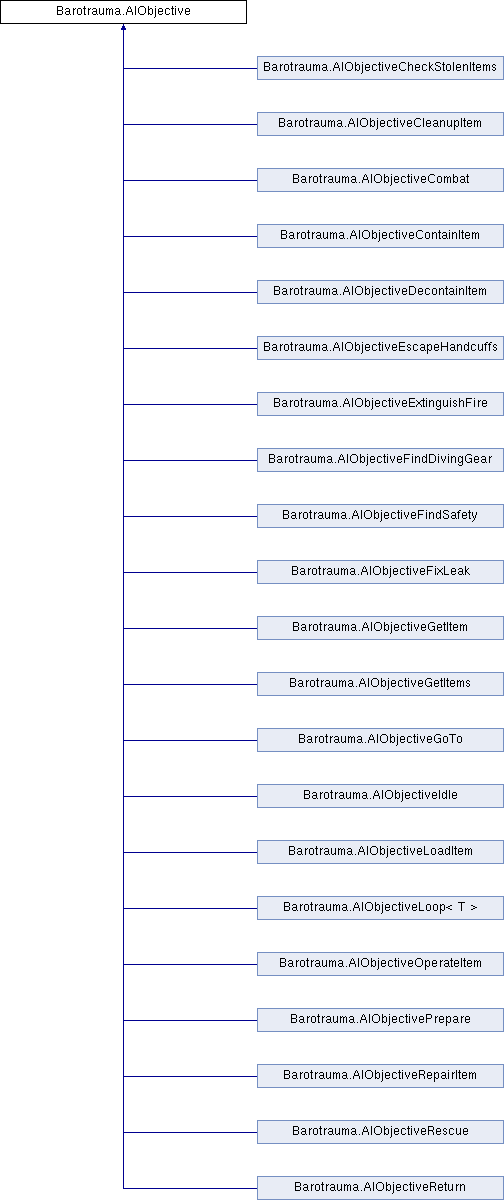 Barotrauma.AIObjective
Barotrauma.AIObjectiveCheckStolenItems
Barotrauma.AIObjectiveCleanupItem
Barotrauma.AIObjectiveCombat
Barotrauma.AIObjectiveContainItem
Barotrauma.AIObjectiveDecontainItem
Barotrauma.AIObjectiveEscapeHandcuffs
Barotrauma.AIObjectiveExtinguishFire
Barotrauma.AIObjectiveFindDivingGear
Barotrauma.AIObjectiveFindSafety
Barotrauma.AIObjectiveFixLeak
Barotrauma.AIObjectiveGetItem
Barotrauma.AIObjectiveGetItems
Barotrauma.AIObjectiveGoTo
Barotrauma.AIObjectiveIdle
Barotrauma.AIObjectiveLoadItem
Barotrauma.AIObjectiveLoop< T >
Barotrauma.AIObjectiveOperateItem
Barotrauma.AIObjectivePrepare
Barotrauma.AIObjectiveRepairItem
Barotrauma.AIObjectiveRescue
Barotrauma.AIObjectiveReturn